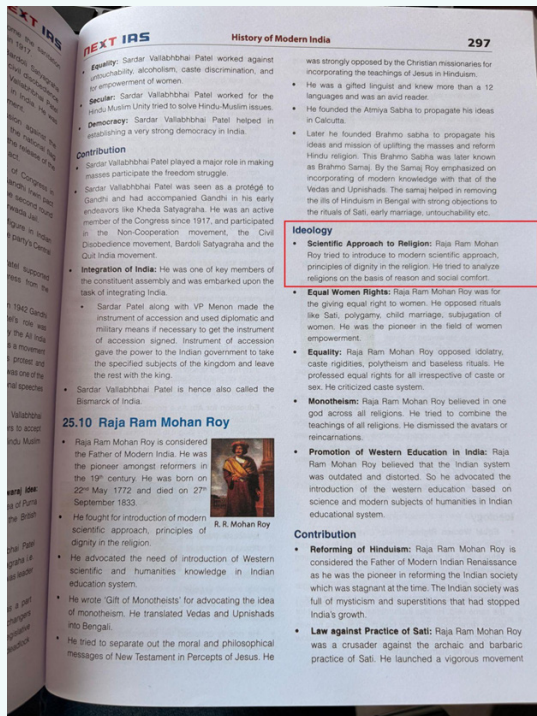 NEXT IRS
History of Modern India
297
Equality: Sardar Vallabhbhai Patel worked against
untouchability, alcoholism, caste discrimination, and
for empowerment of women.
Secular: Sardar Vallabhbhai Patel worked for the
Hindu Muslim Unity tried to solve Hindu-Muslim issues.
Democracy: Sardar Vallabhbhai Patel helped in
establishing a very strong democracy in India.
Contribution
Sardar Vallabhbhai Patel played a major role in making
masses participate the freedom struggle.
Sardar Vallabhbhai Patel was seen as a protégé to
Gandhi and had accompanied Gandhi in his early
endeavors like Kheda Satyagraha. He was an active
member of the Congress since 1917, and participated
in the Non-Cooperation movement, the Civil
Disobedience movement, Bardoli Satyagraha and the
Quit India movement.
Integration of India: He was one of key members of
the constituent assembly and was embarked upon the
task of integrating India.
Sardar Patel along with VP Menon made the
instrument of accession and used diplomatic and
military means if necessary to get the instrument
of accession signed. Instrument of accession
gave the power to the Indian government to take
the specified subjects of the kingdom and leave
the rest with the king.
Sardar Vallabhbhai Patel is hence also called the
Bismarck of India.
25.10 Raja Ram Mohan Roy
Raja Ram Mohan Roy is considered
the Father of Modern India. He was
the pioneer amongst reformers in
the 19th century. He was born on
22nd May 1772 and died on 27th
September 1833.
He fought for introduction of modern
scientific approach, principles of
dignity in the religion.
R. R. Mohan Roy
He advocated the need of introduction of Western
scientific and humanities knowledge in Indian
education system.
He wrote 'Gift of Monotheists' for advocating the idea
of monotheism. He translated Vedas and Upnishads
into Bengali.
He tried to separate out the moral and philosophical
messages of New Testament in Percepts of Jesus. He
was strongly opposed by the Christian missionaries for
incorporating the teachings of Jesus in Hinduism.
He was a gifted linguist and knew more than a 12
languages and was an avid reader.
He founded the Atmiya Sabha to propagate his ideas
in Calcutta.
Later he founded Brahmo sabha to propagate his
ideas and mission of uplifting the masses and reform
Hindu religion. This Brahmo Sabha was later known
as Brahmo Samaj. By the Samaj Roy emphasized on
incorporating of modern knowledge with that of the
Vedas and Upnishads. The samaj helped in removing
the ills of Hinduism in Bengal with strong objections to
the rituals of Sati, early marriage, untouchability etc.
Ideology
Scientific Approach to Religion: Raja Ram Mohan
Roy tried to introduce to modern scientific approach,
principles of dignity in the religion. He tried to analyze
religions on the basis of reason and social comfort.
Equal Women Rights: Raja Ram Mohan Roy was for
the giving equal right to women. He opposed rituals
like Sati, polygamy, child marriage, subjugation of
women. He was the pioneer in the field of women
empowerment.
Equality: Raja Ram Mohan Roy opposed idolatry,
caste rigidities, polytheism and baseless rituals. He
professed equal rights for all irrespective of caste or
sex. He criticized caste system.
Monotheism: Raja Ram Mohan Roy believed in one
god across all religions. He tried to combine the
teachings of all religions. He dismissed the avatars or
reincarnations.
Promotion of Western Education in India: Raja
Ram Mohan Roy believed that the Indian system
was outdated and distorted. So he advocated the
introduction of the western education based on
science and modern subjects of humanities in Indian
educational system.
Contribution
Reforming of Hinduism: Raja Ram Mohan Roy is
considered the Father of Modern Indian Renaissance
as he was the pioneer in reforming the Indian society
which was stagnant at the time. The Indian society was
full of mysticism and superstitions that had stopped
India's growth.
Law against Practice of Sati: Raja Ram Mohan Roy
was a crusader against the archaic and barbaric
practice of Sati. He launched a vigorous movement